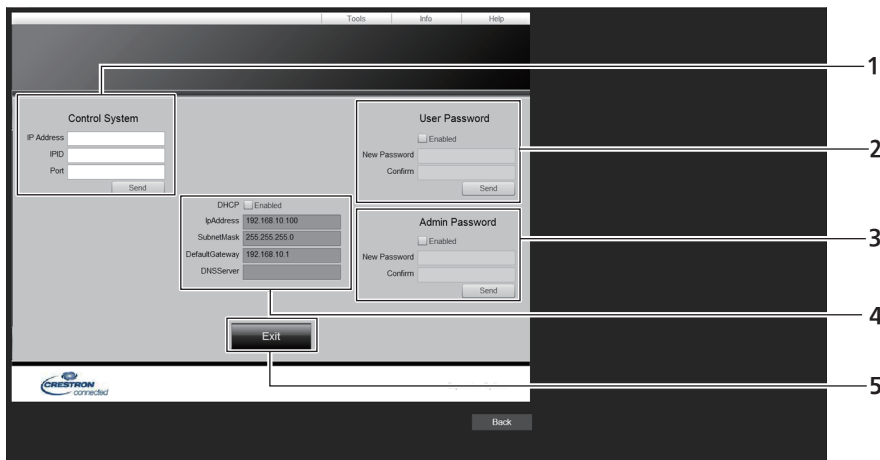 Tools Info Help
1
Control System
IP Address
IPID
Port
Send
User Password
Enabled
New Password
Confirm
Send
2
DHCP Enabled
IpAddress 192.168.10.100
SubnetMask 255.255.255.0
DefaultGateway 192.168.10.1
DNSServer
Admin Password
Enabled
New Password
Confirm
Send
3
4
Exit
5
CRESTRON
connected
Back